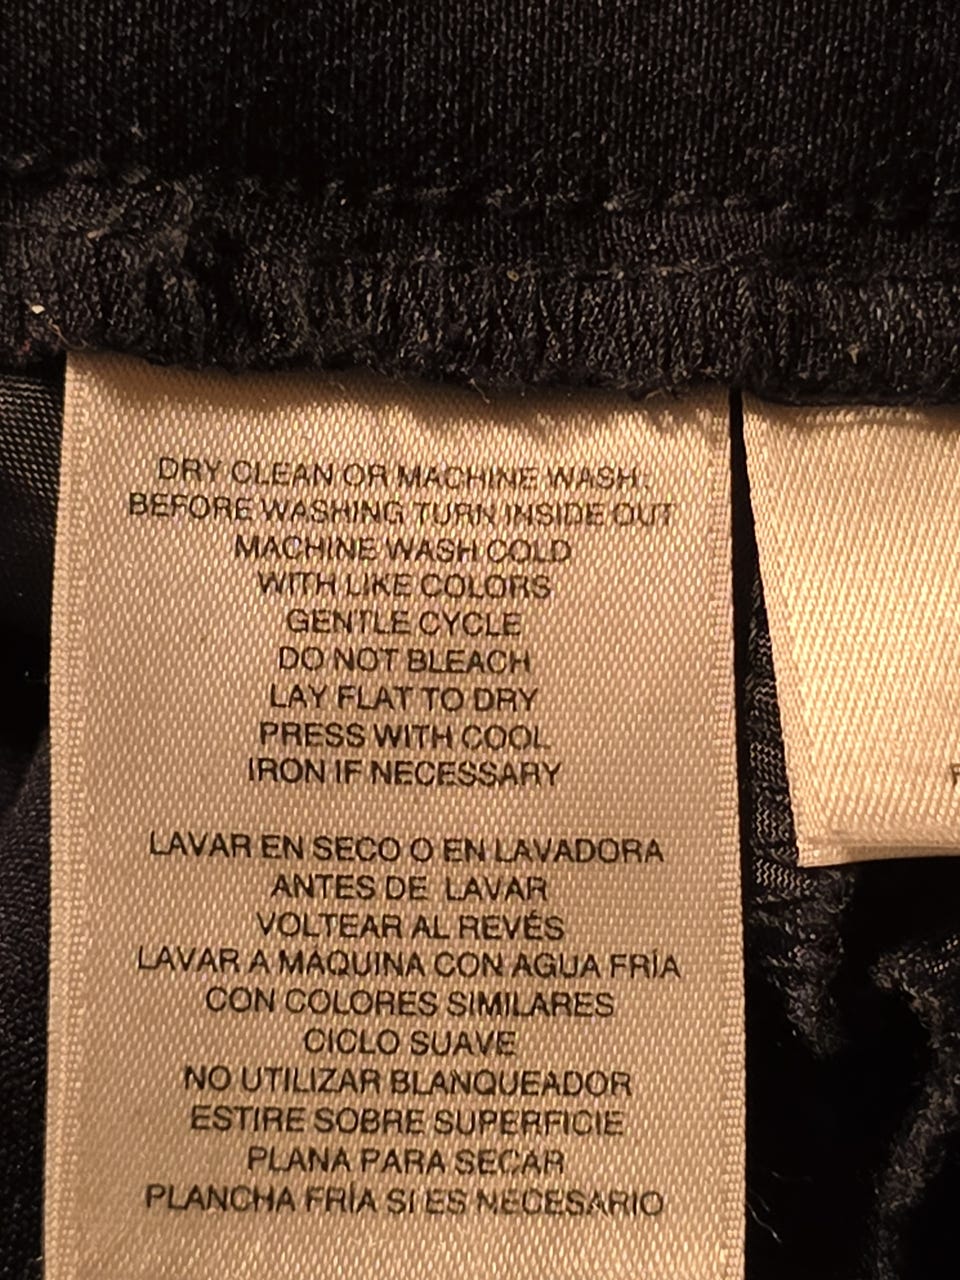 DRY CLEAN OR MACHINE WASH:
BEFORE WASHING TURN INSIDE OUT
MACHINE WASH COLD
WITH LIKE COLORS
GENTLE CYCLE
DO NOT BLEACH
LAY FLAT TO DRY
PRESS WITH COOL
IRON IF NECESSARY
LAVAR EN SECO O EN LAVADORA
ANTES DE LAVAR
VOLTEAR AL REVÉS
LAVAR A MÁQUINA CON AGUA FRÍA
CON COLORES SIMILARES
CICLO SUAVE
NO UTILIZAR BLANQUEADOR
ESTIRE SOBRE SUPERFICIE
PLANA PARA SECAR
PLANCHA FRÍA SI ES NECESARIO